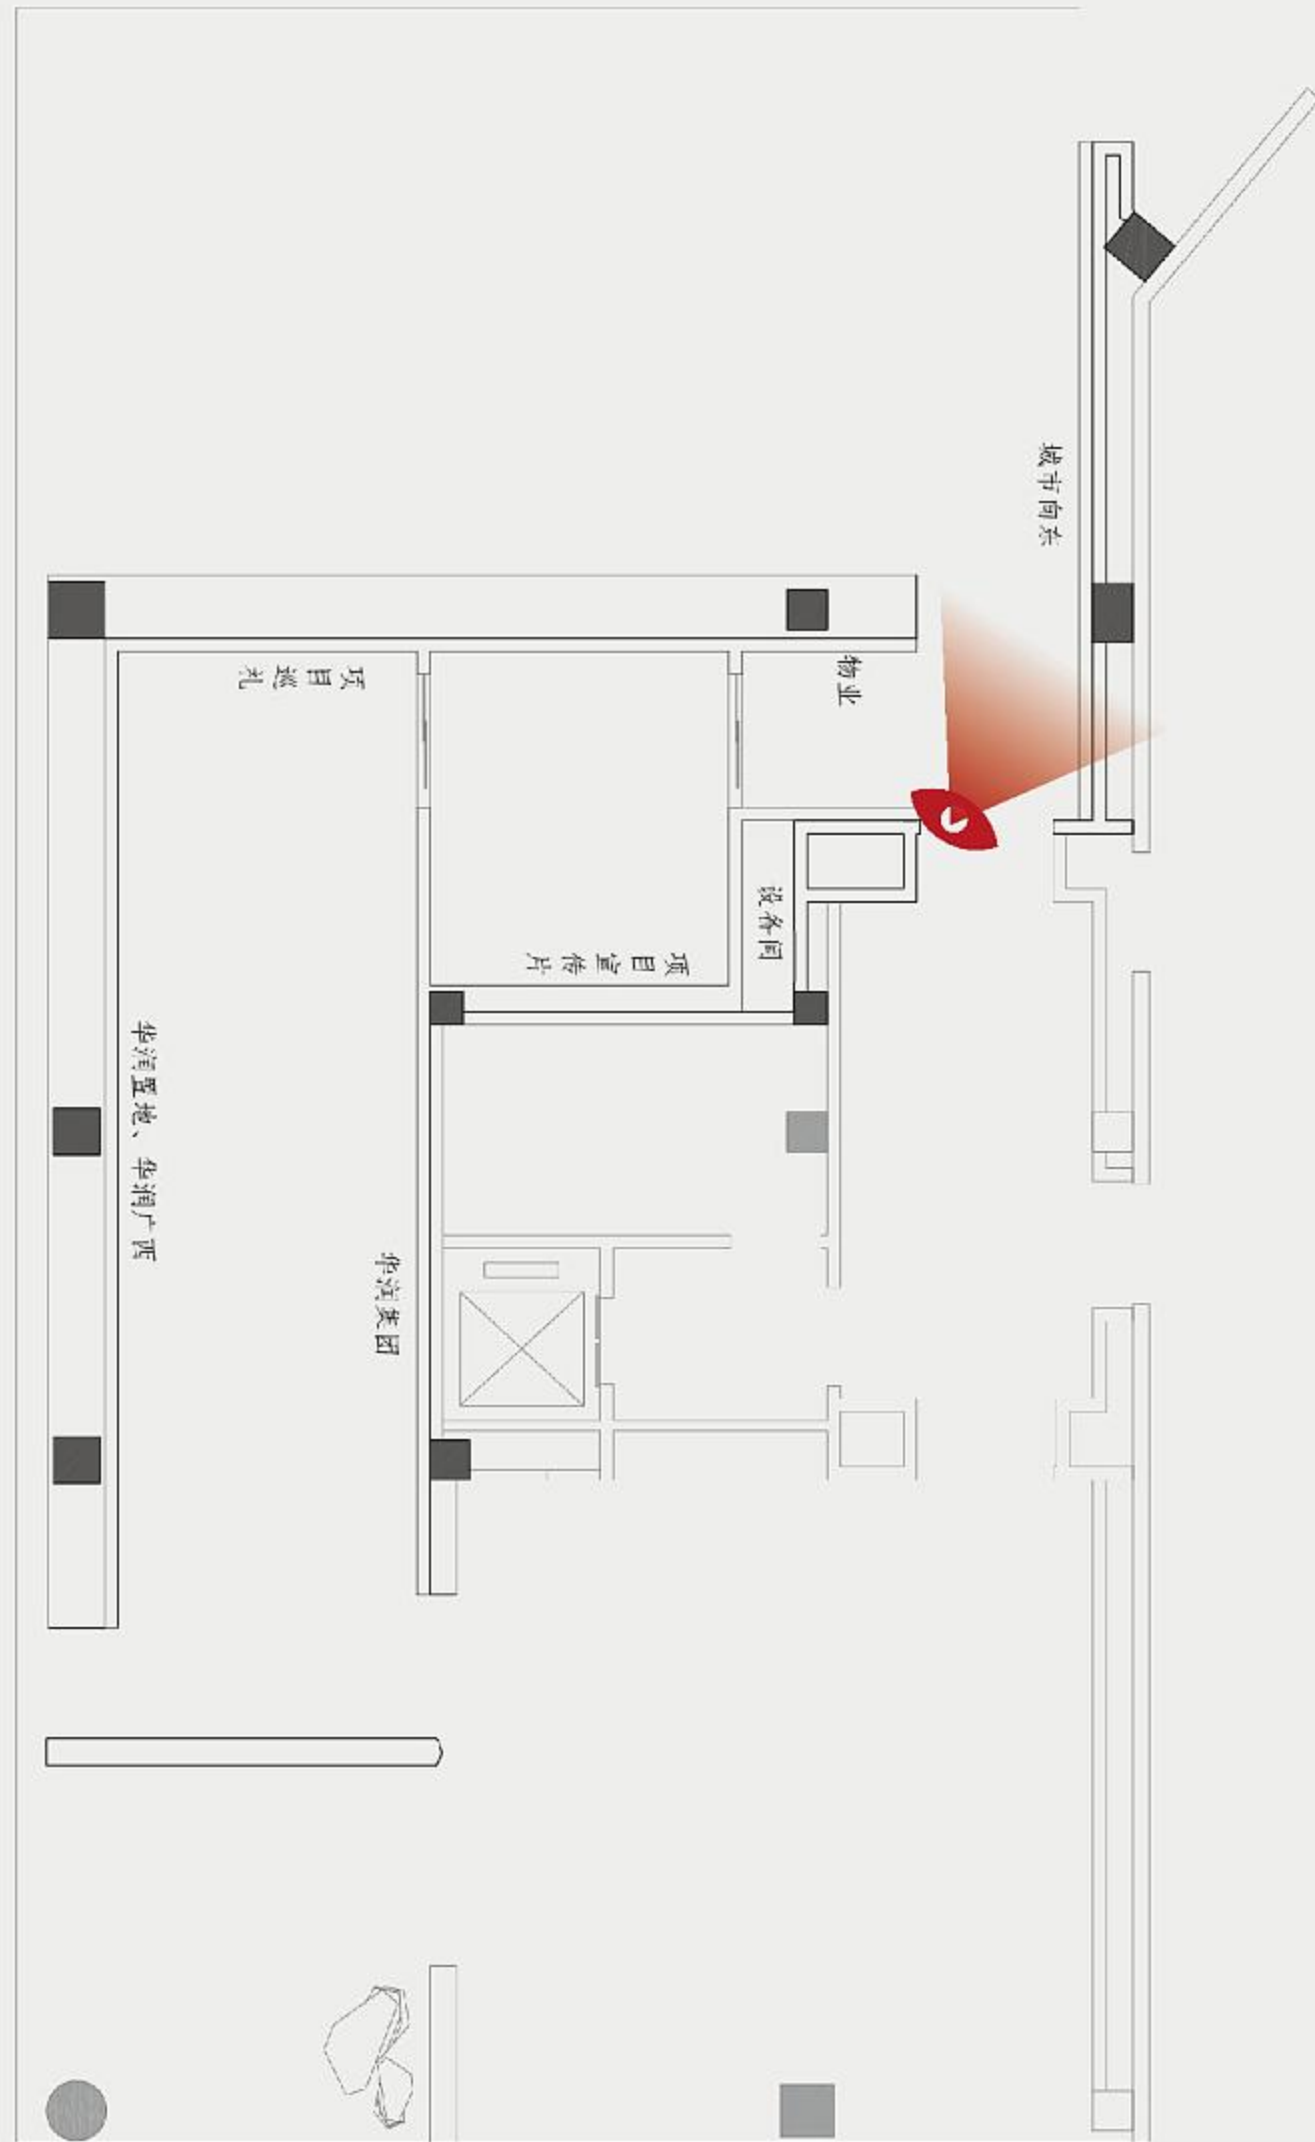 城市向东
物业
项目巡礼
设备间
项目宣传片
华润置地、华润广西
华润集团